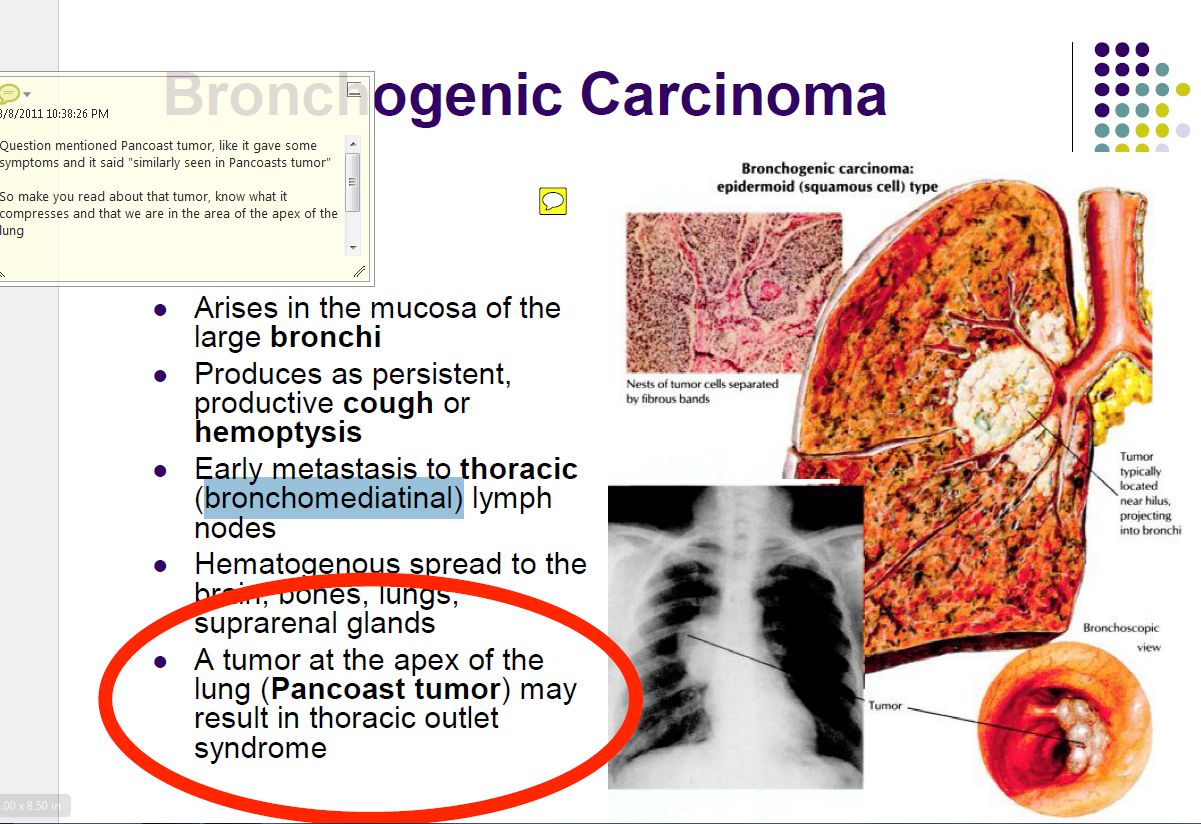 Bronchogenic Carcinoma
3/8/2011 10:38:26 PM
Question mentioned Pancoast tumor, like it gave some
symptoms and it said "similarly seen in Pancoasts tumor"
So make you read about that tumor, know what it
compresses and that we are in the area of the apex of the
lung
Arises in the mucosa of the
large bronchi
Produces as persistent,
productive cough or
hemoptysis
Early metastasis to thoracic
(bronchomediatinal) lymph
nodes
Hematogenous spread to the
brain, bones, lungs,
suprarenal glands
A tumor at the apex of the
lung (Pancoast tumor) may
result in thoracic outlet
syndrome
Bronchogenic carcinoma:
epidermoid (squamous cell) type
Nests of tumor cells separated
by fibrous bands
Tumor
typically
located
near hilus,
projecting
into bronchi
Bronchoscopic
view
Tumor
.00 x 8.50 in